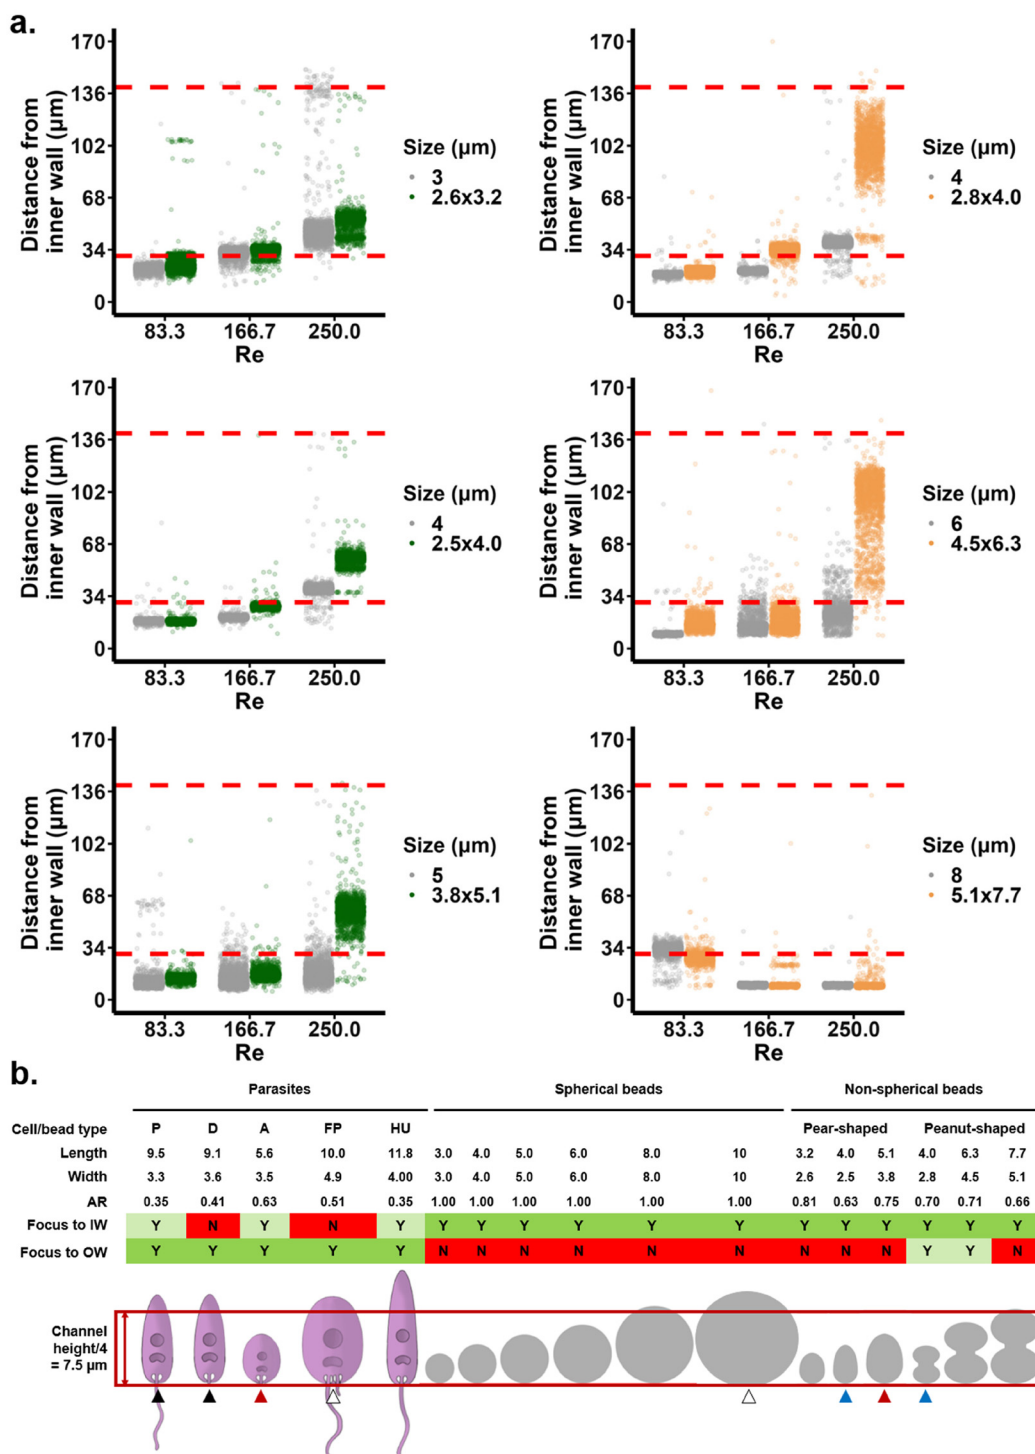 a.
170
136
102
68
34
0
Distance from
inner wall (µm)
83.3 166.7 250.0
Re
Size (µm)
3
2.6x3.2
170
136
102
68
34
0
Distance from
inner wall (µm)
83.3 166.7 250.0
Re
Size (µm)
4
2.8x4.0
170
136
102
68
34
0
Distance from
inner wall (µm)
83.3 166.7 250.0
Re
Size (µm)
4
2.5x4.0
170
136
102
68
34
0
Distance from
inner wall (µm)
83.3 166.7 250.0
Re
Size (µm)
6
4.5x6.3
170
136
102
68
34
0
Distance from
inner wall (µm)
83.3 166.7 250.0
Re
Size (µm)
5
3.8x5.1
170
136
102
68
34
0
Distance from
inner wall (µm)
83.3 166.7 250.0
Re
Size (µm)
8
5.1x7.7
b.
Parasites Spherical beads Non-spherical beads
Cell/bead type P D A FP HU Pear-shaped Peanut-shaped
Length 9.5 9.1 5.6 10.0 11.8 3.0 4.0 5.0 6.0 8.0 10 3.2 4.0 5.1 4.0 6.3 7.7
Width 3.3 3.6 3.5 4.9 4.00 3.0 4.0 5.0 6.0 8.0 10 2.6 2.5 3.8 2.8 4.5 5.1
AR 0.35 0.41 0.63 0.51 0.35 1.00 1.00 1.00 1.00 1.00 1.00 0.81 0.63 0.75 0.70 0.71 0.66
Focus to IW Y N Y N Y Y Y Y Y Y Y Y Y Y Y Y Y
Focus to OW Y Y Y Y Y N N N N N N N N N Y Y N
Channel
height/4
= 7.5 µm